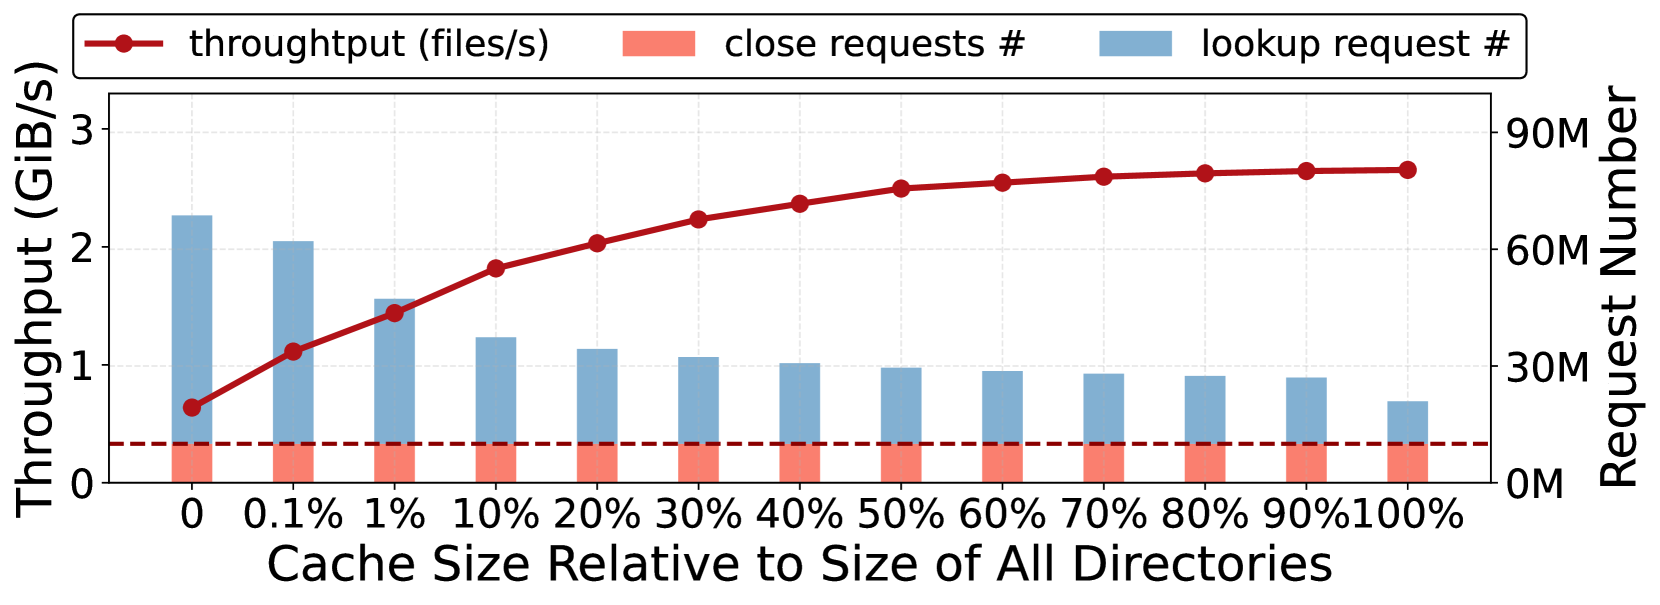 throughtput (files/s) close requests # lookup request #
Throughput (GiB/s)
3
2
1
0
90M
60M
30M
0M
Request Number
0 0.1% 1% 10% 20% 30% 40% 50% 60% 70% 80% 90% 100%
Cache Size Relative to Size of All Directories